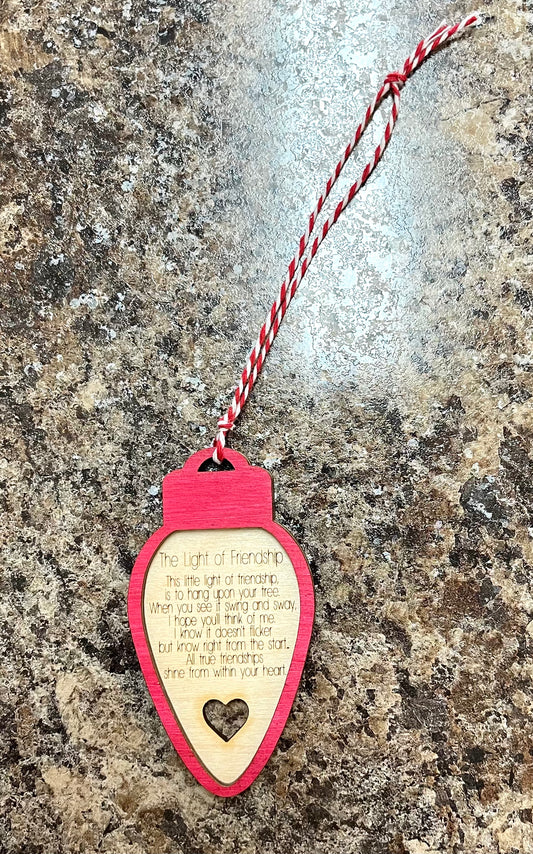 The Light of Friendship
This little light of friendship,
is to hang upon your tree.
When you see it swing and sway,
I hope you'll think of me.
I know it doesn't flicker
but know right from the start..
All true friendships
shine from within your heart.